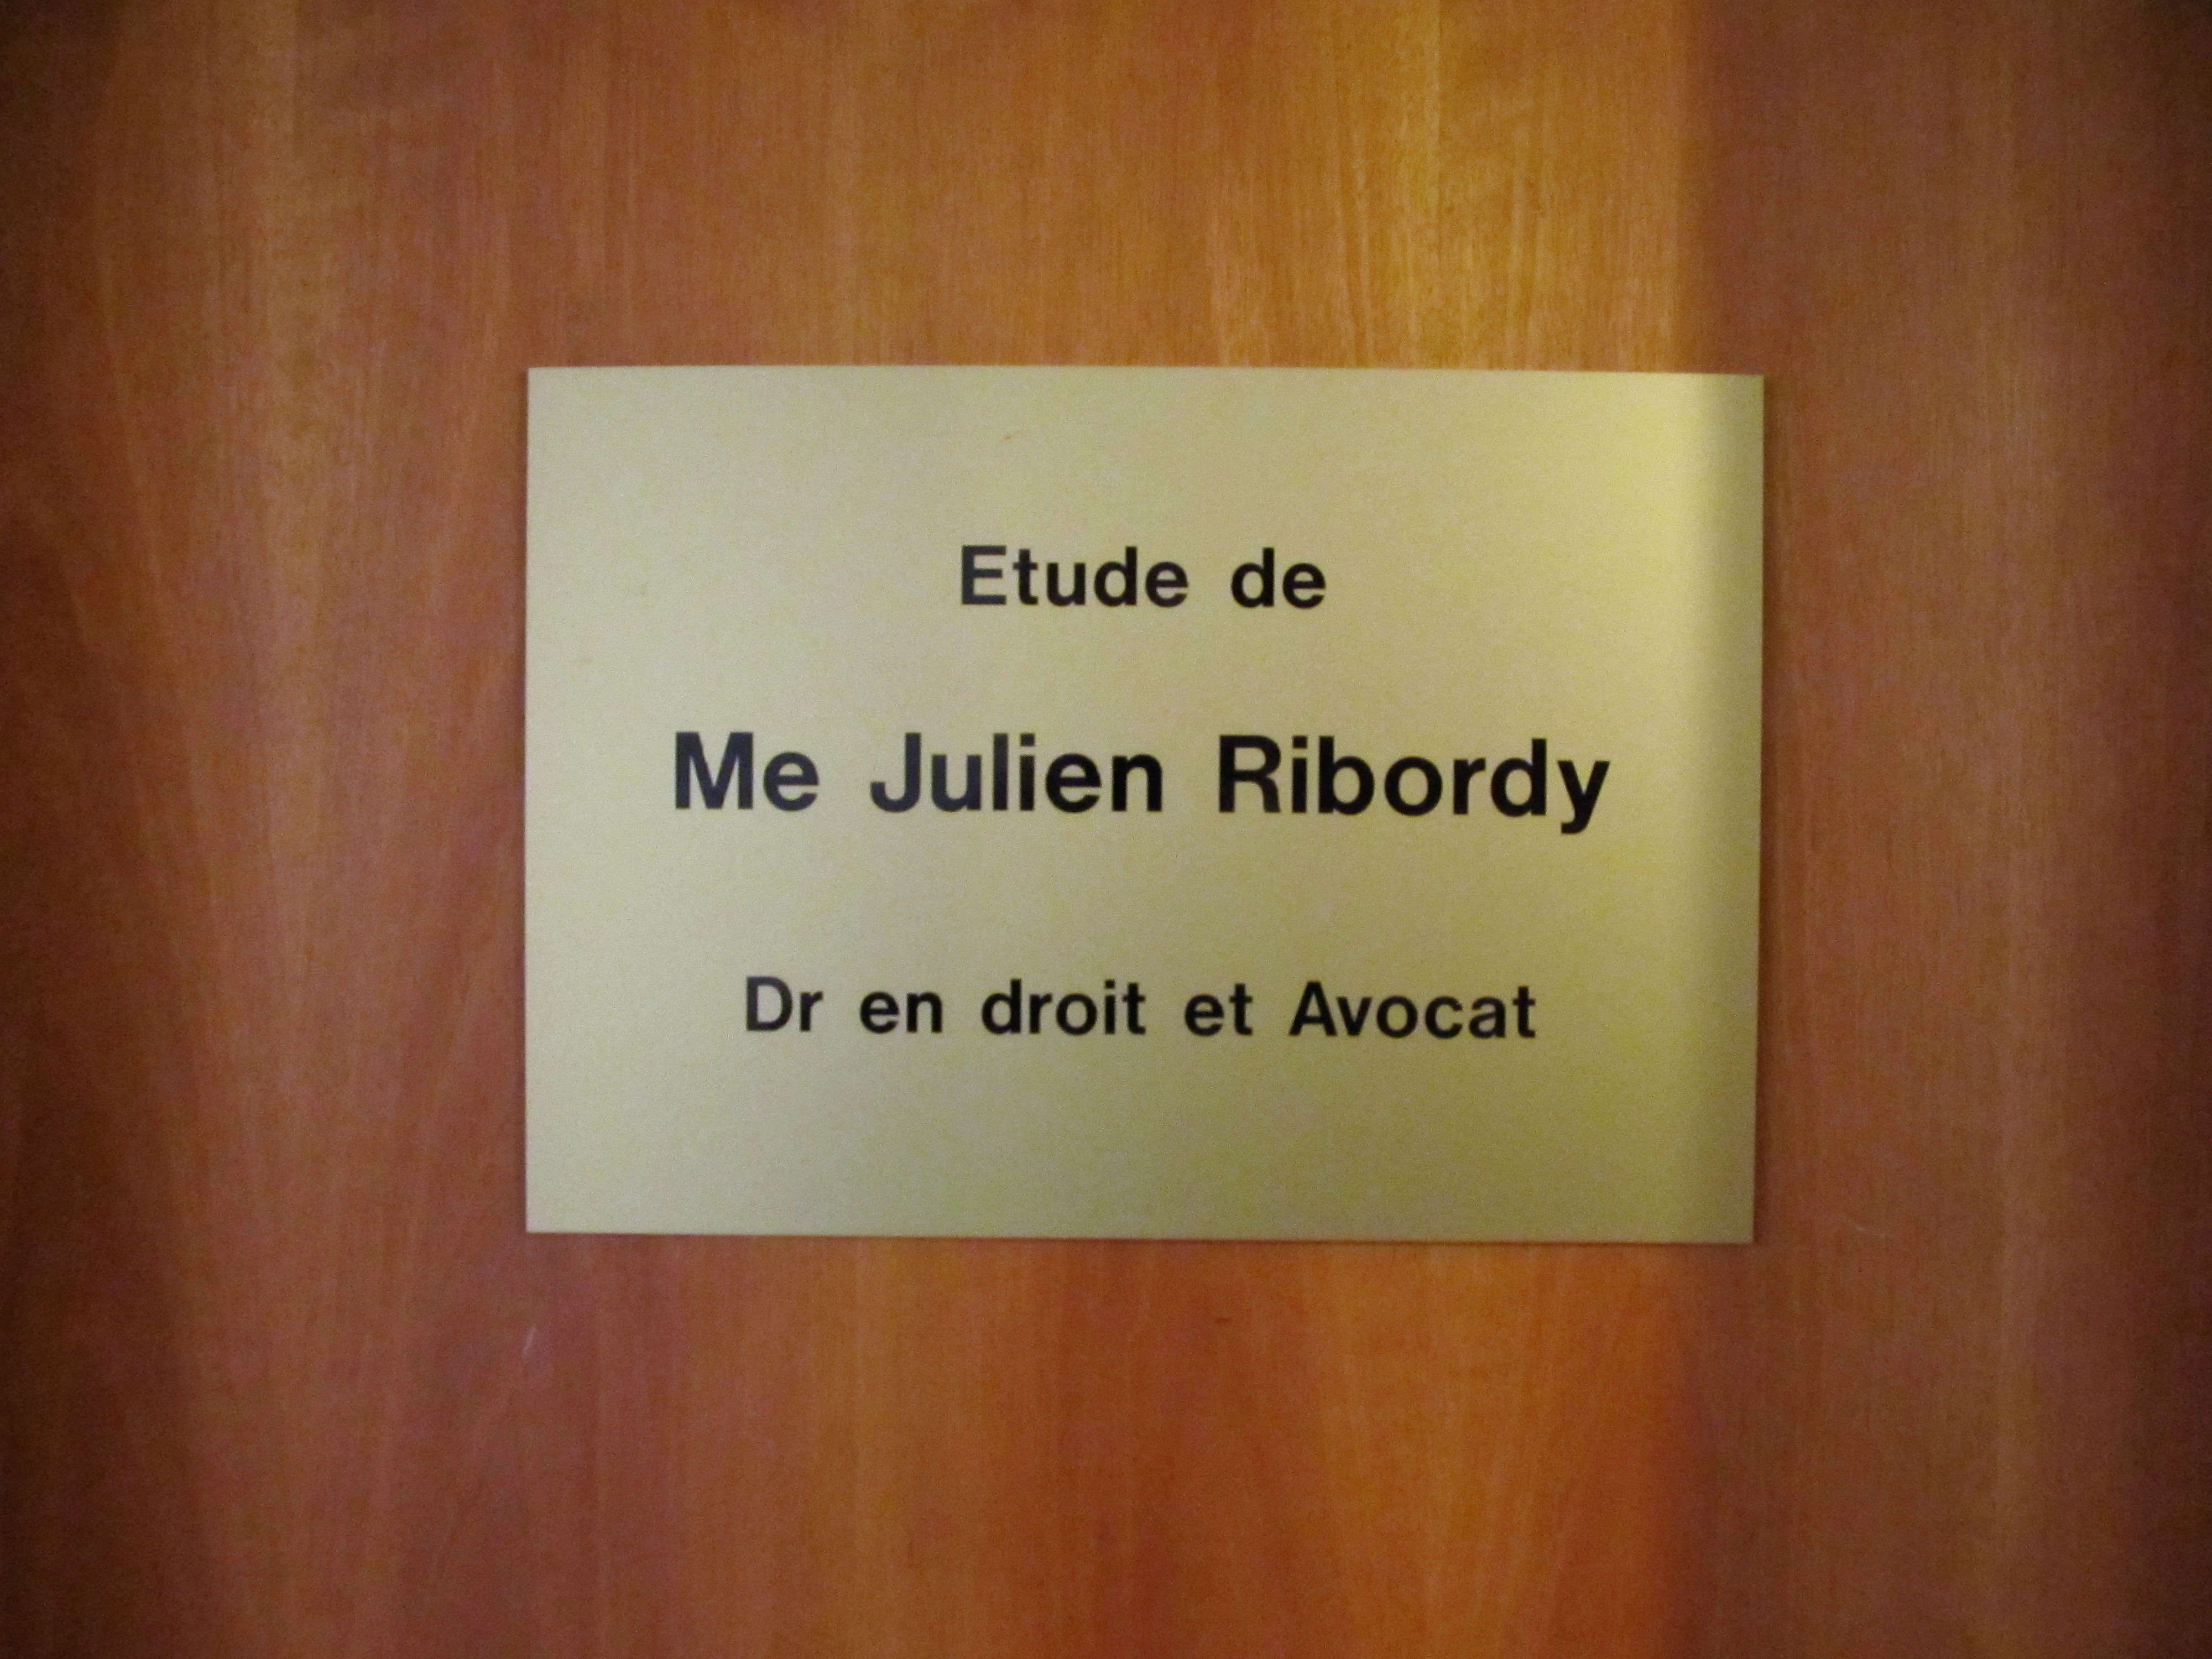 Etude de
Me Julien Ribordy
Dr en droit et Avocat